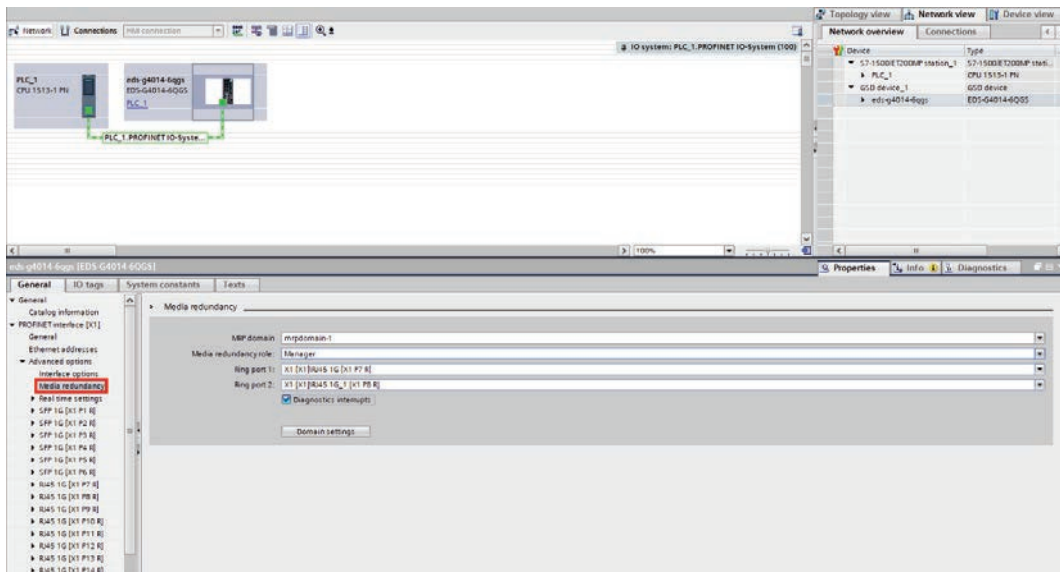 Topology view Network view Device view
Network Connections HMI connection
Network overview Connections
IO system: PLC_1.PROFINET IO-System (100)
Device Type
S7-1500/ET200MP station_1 S7-1500/ET200MP stati...
PLC_1 CPU 1513-1 PN
GSD device_1 GSD device
eds-g4014-6qgs EDS-G4014-6QGS
PLC_1
CPU 1513-1 PN
eds-g4014-6qgs
EDS-G4014-6QGS
PLC_1
PLC_1.PROFINET IO-Syste...
100%
eds-g4014-6qgs [EDS-G4014-6QGS]
Properties Info Diagnostics
General IO tags System constants Texts
General
Catalog information
PROFINET interface [X1]
General
Ethernet addresses
Advanced options
Interface options
Media redundancy
Real time settings
SFP 1G [X1 P1 R]
SFP 1G [X1 P2 R]
SFP 1G [X1 P3 R]
SFP 1G [X1 P4 R]
SFP 1G [X1 P5 R]
SFP 1G [X1 P6 R]
RJ45 1G [X1 P7 R]
RJ45 1G [X1 P8 R]
RJ45 1G [X1 P9 R]
RJ45 1G [X1 P10 R]
RJ45 1G [X1 P11 R]
RJ45 1G [X1 P12 R]
RJ45 1G [X1 P13 R]
RJ45 1G [X1 P14 R]
Media redundancy
MRP domain mrpdomain-1
Media redundancy role: Manager
Ring port 1: X1 [X1]\RJ45 1G [X1 P7 R]
Ring port 2: X1 [X1]\RJ45 1G_1 [X1 P8 R]
Diagnostics interrupts
Domain settings